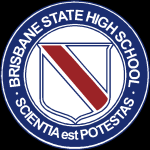 BRISBANE STATE HIGH SCHOOL
SCIENTIA est POTESTAS